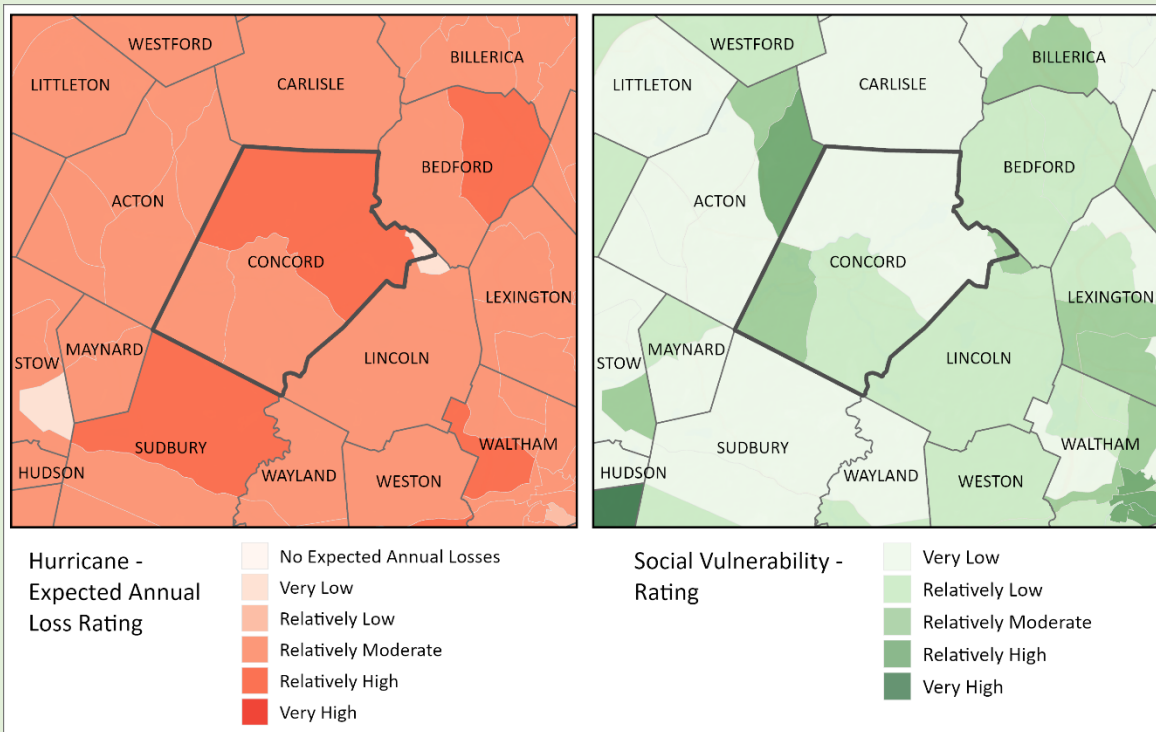 WESTFORD
BILLERICA
LITTLETON
CARLISLE
BEDFORD
ACTON
CONCORD
LEXINGTON
MAYNARD
STOW
LINCOLN
SUDBURY
WALTHAM
HUDSON
WAYLAND
WESTON
Hurricane -
Expected Annual
Loss Rating
No Expected Annual Losses
Very Low
Relatively Low
Relatively Moderate
Relatively High
Very High
WESTFORD
BILLERICA
LITTLETON
CARLISLE
BEDFORD
ACTON
CONCORD
LEXINGTON
MAYNARD
STOW
LINCOLN
SUDBURY
WALTHAM
HUDSON
WAYLAND
WESTON
Social Vulnerability -
Rating
Very Low
Relatively Low
Relatively Moderate
Relatively High
Very High